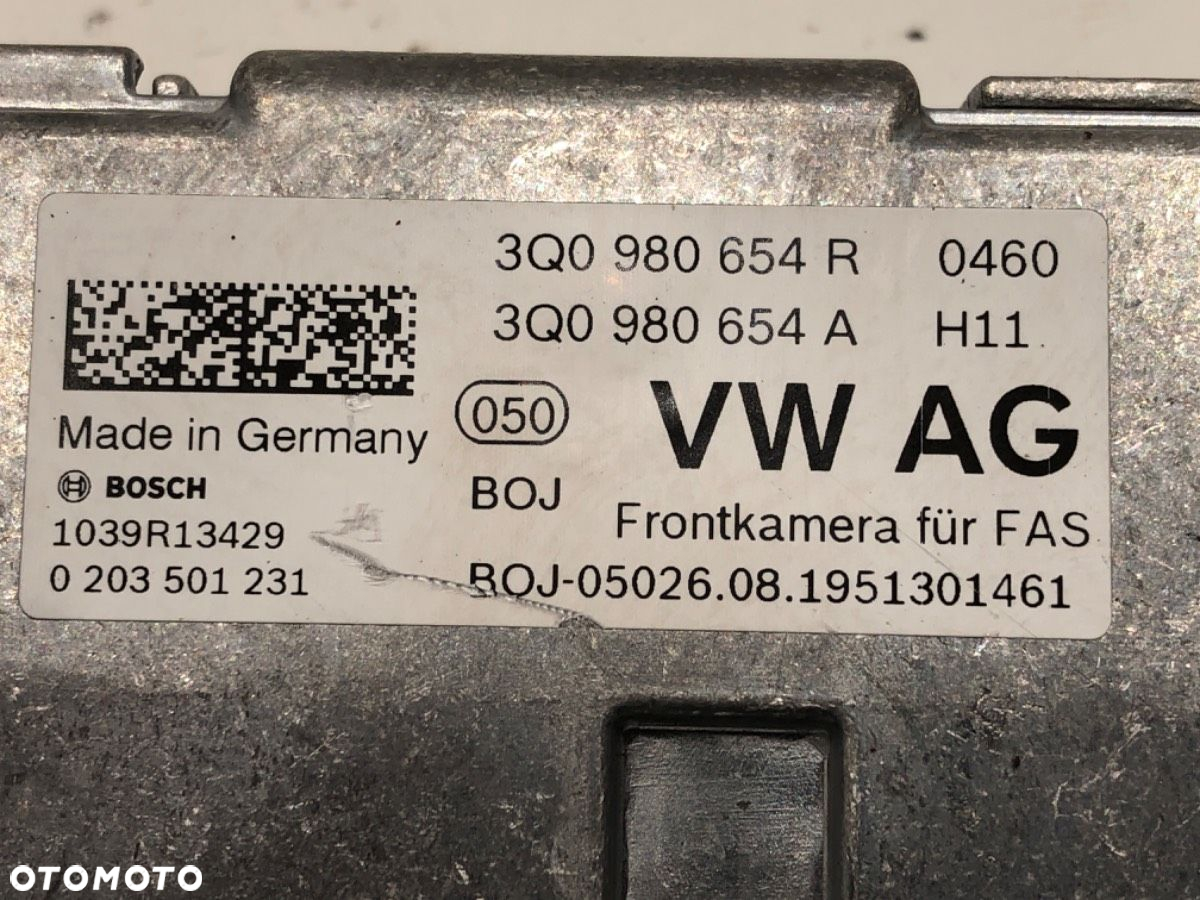 3Q0 980 654 R 0460
3Q0 980 654 A H11
Made in Germany
050
VW AG
BOSCH
BOJ
1039R13429
Frontkamera für FAS
0 203 501 231
BOJ-05026.08.1951301461
OTOMOTO